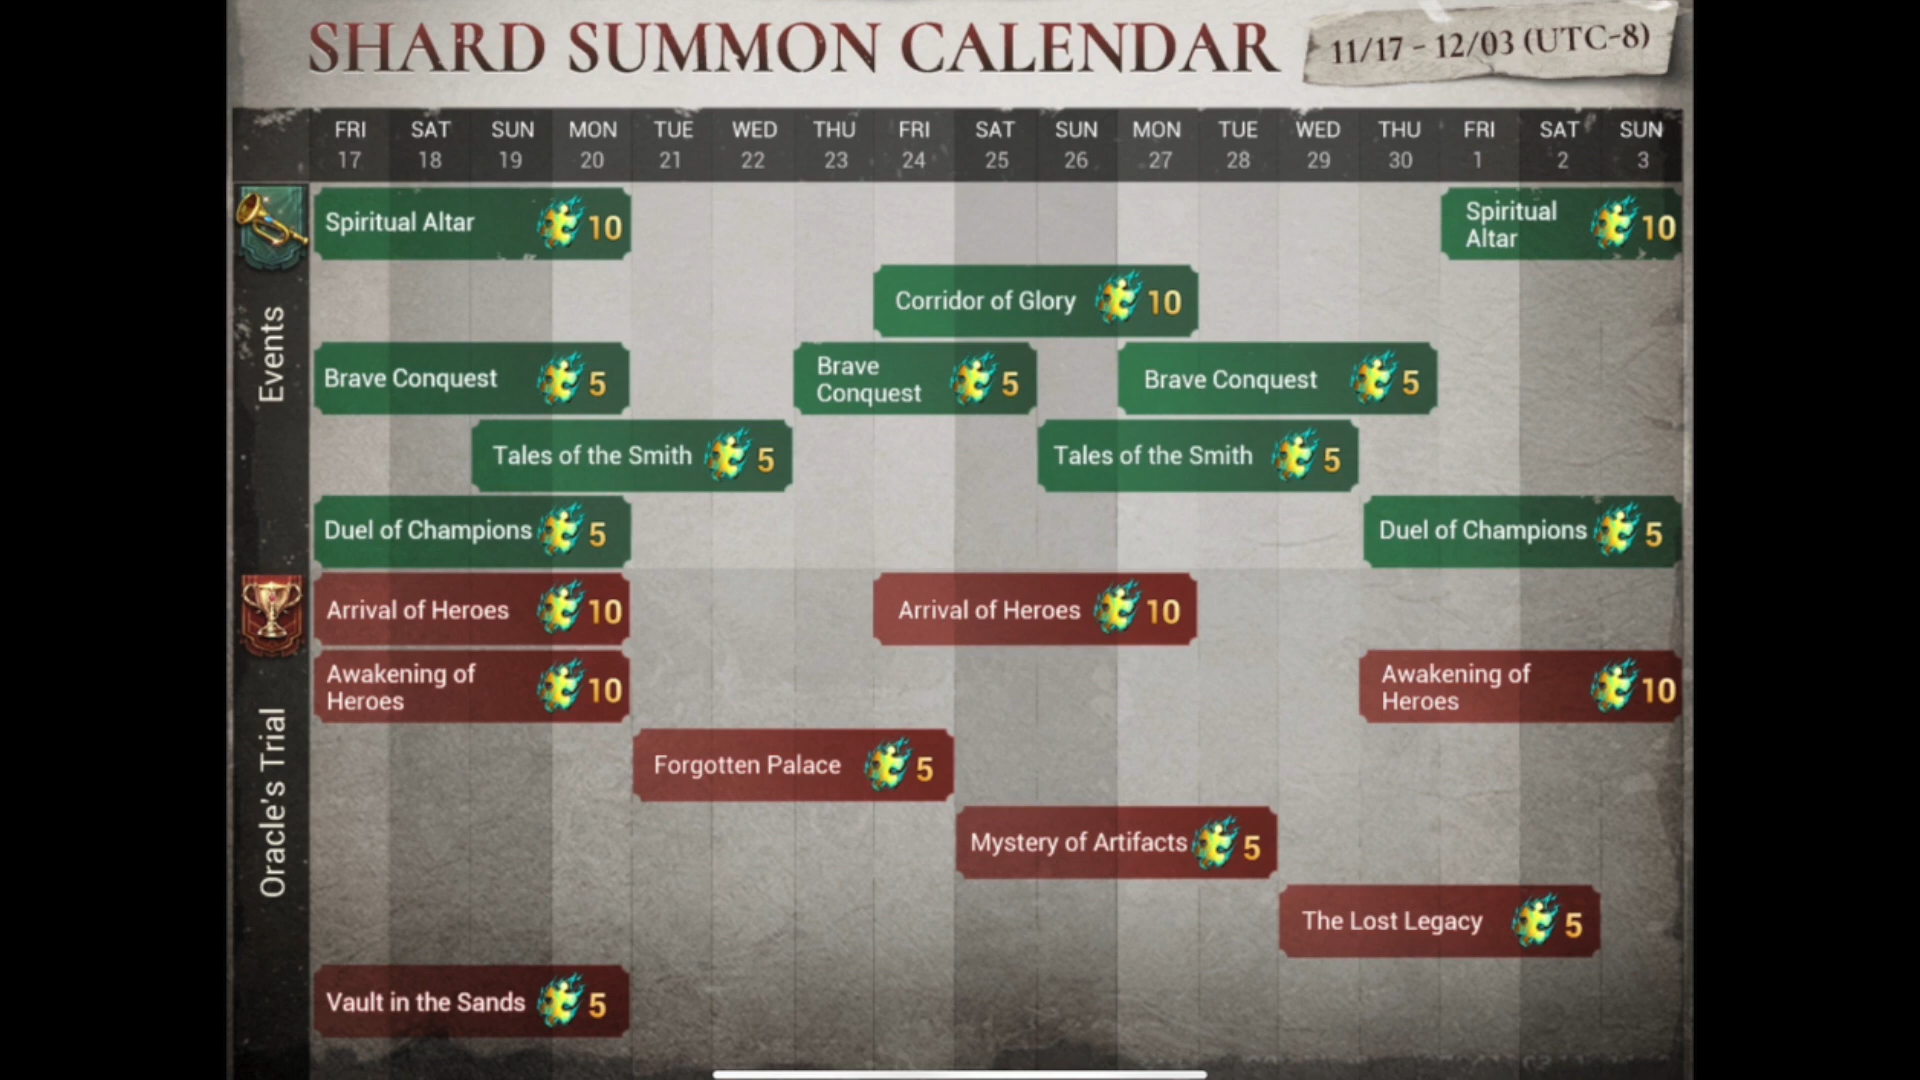 SHARD SUMMON CALENDAR
11/17 - 12/03 (UTC-8)
FRI SAT SUN MON TUE WED THU FRI SAT SUN MON TUE WED THU FRI SAT SUN
17 18 19 20 21 22 23 24 25 26 27 28 29 30 1 2 3
Events
Spiritual Altar 10
Spiritual
Altar 10
Corridor of Glory 10
Brave Conquest 5
Brave
Conquest 5
Brave Conquest 5
Tales of the Smith 5
Tales of the Smith 5
Duel of Champions 5
Duel of Champions 5
Oracle's Trial
Arrival of Heroes 10
Arrival of Heroes 10
Awakening of
Heroes 10
Awakening of
Heroes 10
Forgotten Palace 5
Mystery of Artifacts 5
The Lost Legacy 5
Vault in the Sands 5